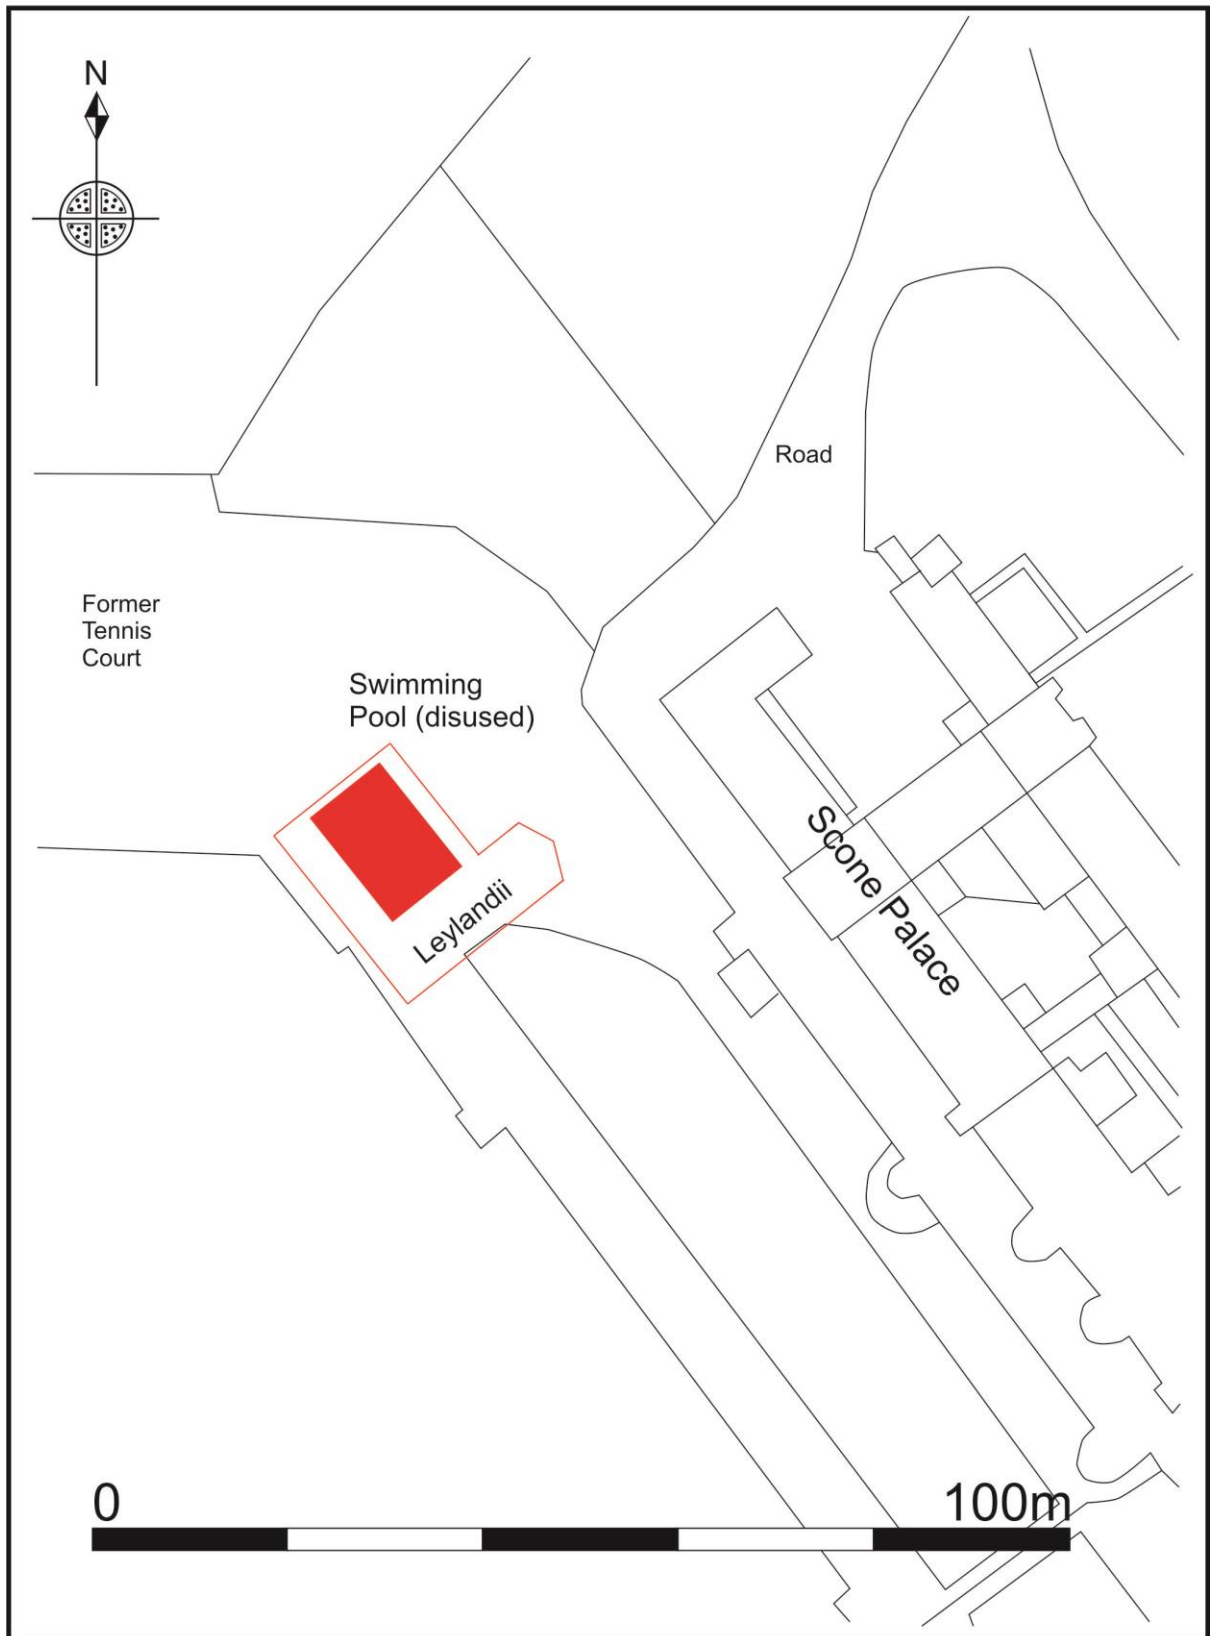 N
Road
Former
Tennis
Court
Swimming
Pool (disused)
Scone Palace
Leylandii
0 100m